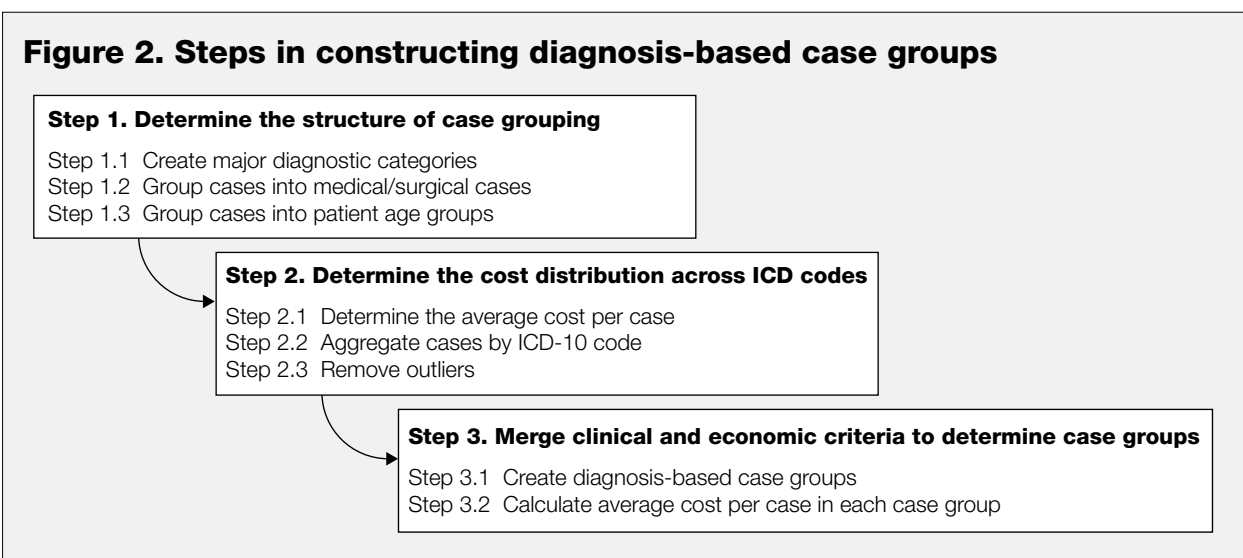 Figure 2. Steps in constructing diagnosis-based case groups
Step 1. Determine the structure of case grouping
Step 1.1 Create major diagnostic categories
Step 1.2 Group cases into medical/surgical cases
Step 1.3 Group cases into patient age groups
Step 2. Determine the cost distribution across ICD codes
Step 2.1 Determine the average cost per case
Step 2.2 Aggregate cases by ICD-10 code
Step 2.3 Remove outliers
Step 3. Merge clinical and economic criteria to determine case groups
Step 3.1 Create diagnosis-based case groups
Step 3.2 Calculate average cost per case in each case group